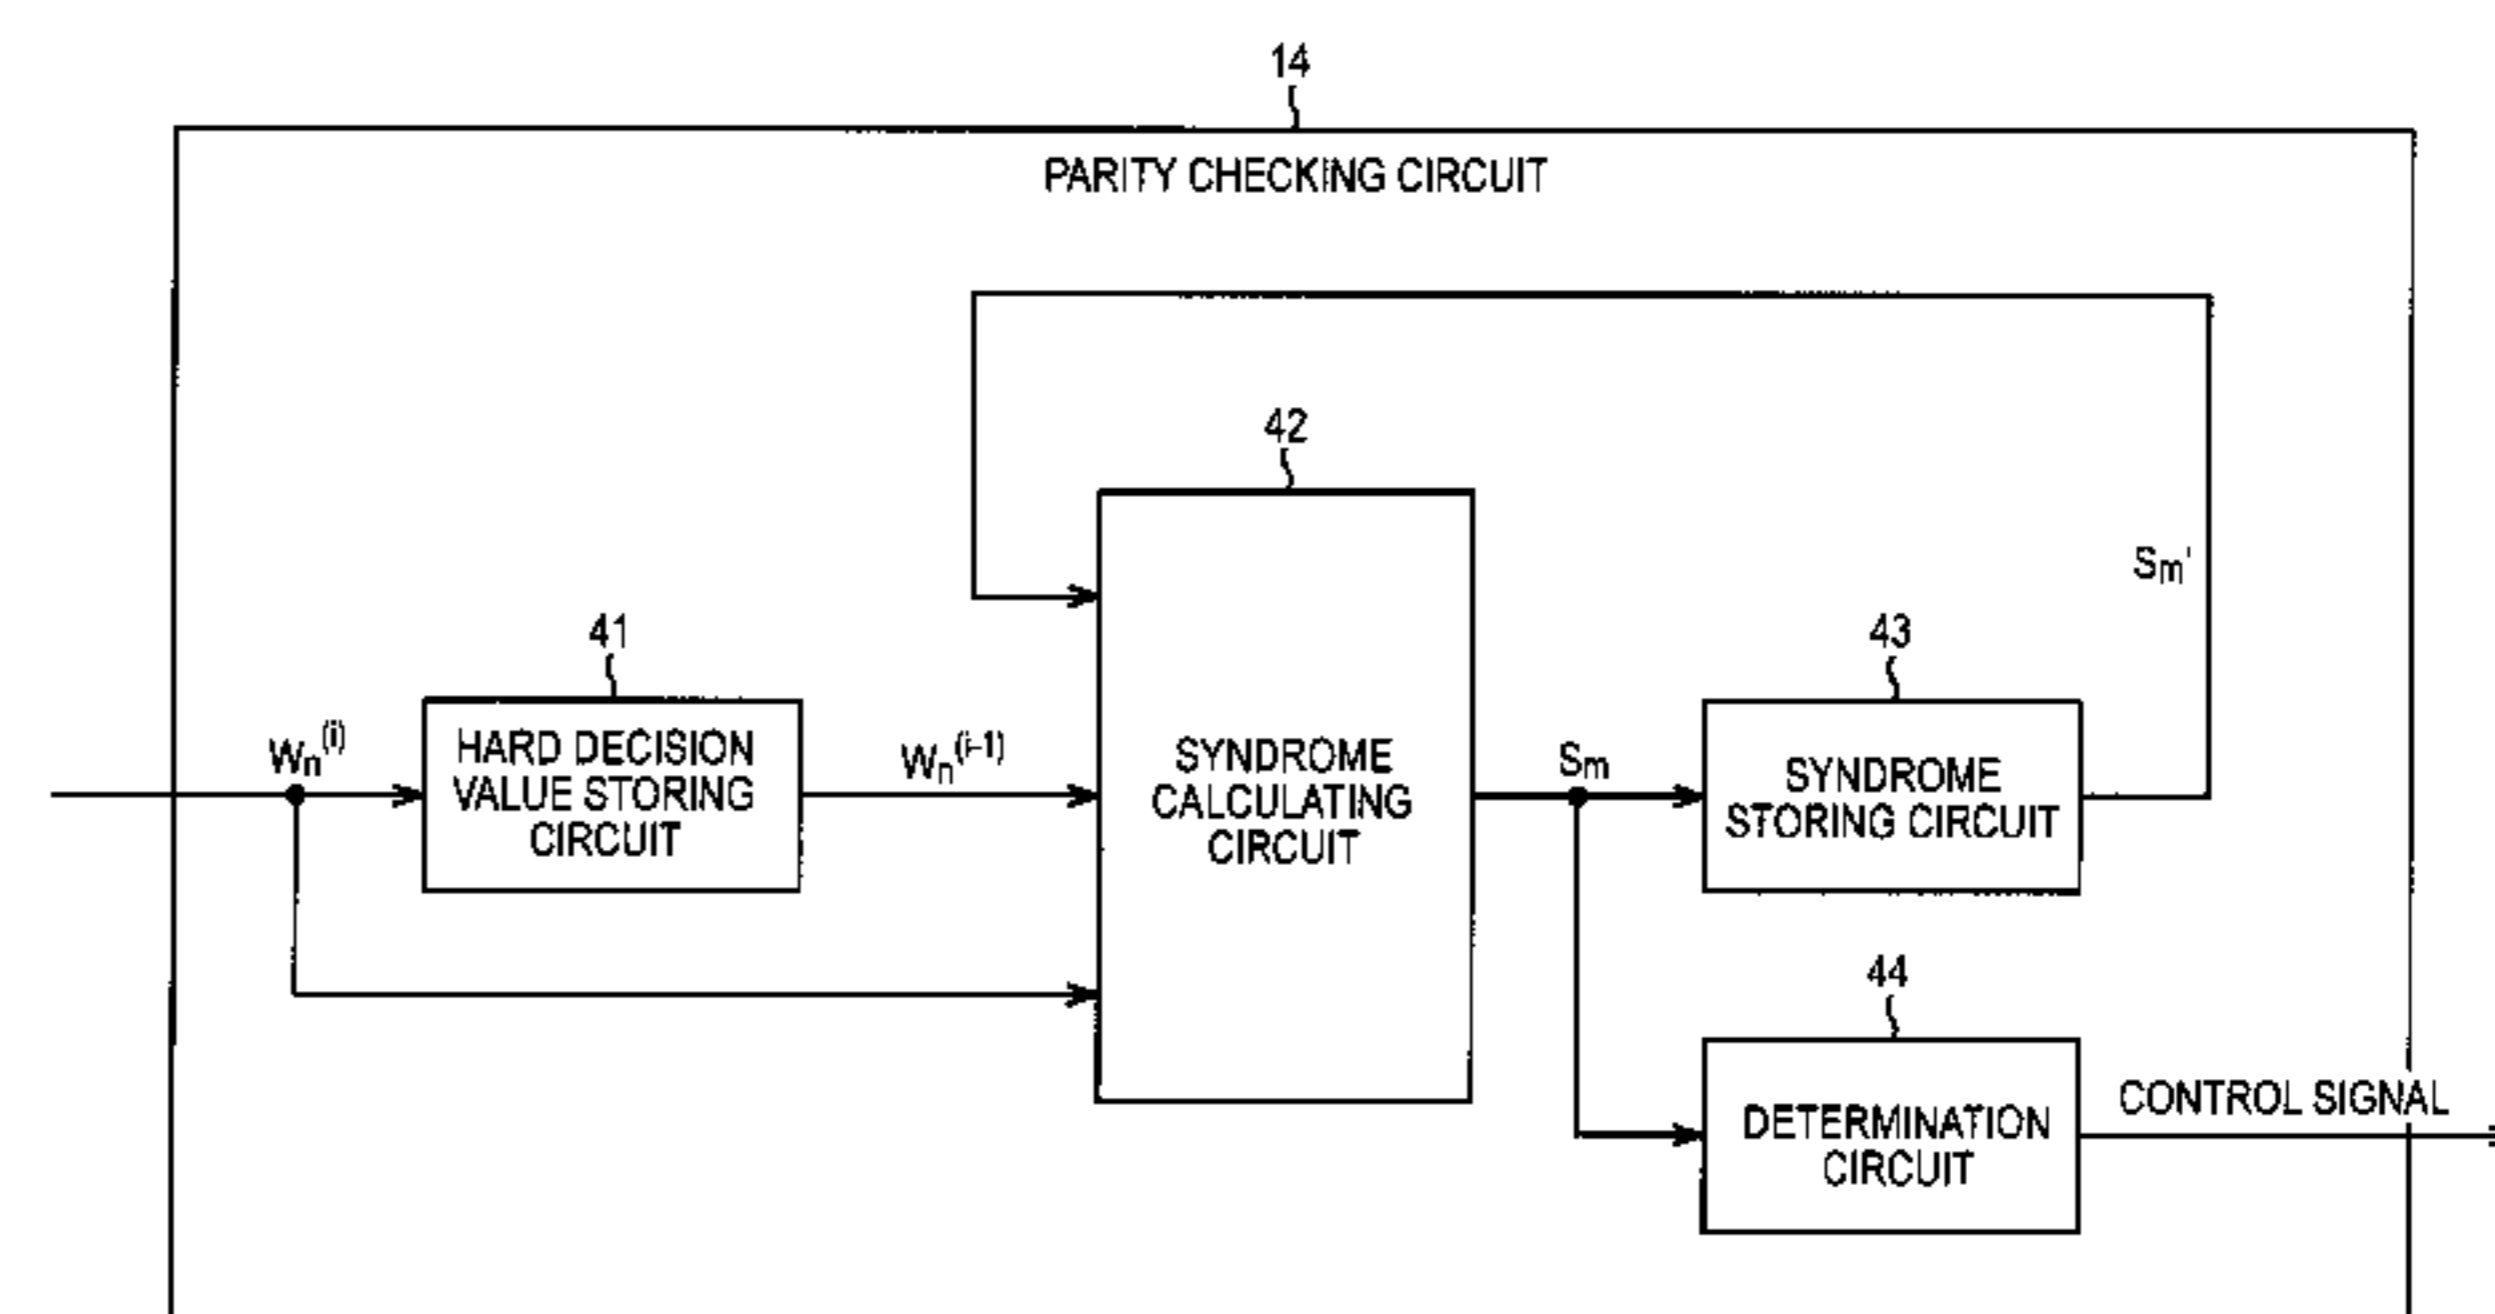 14
PARITY CHECKING CIRCUIT
42
Sm'
41
43
Wn(i)
HARD DECISION
VALUE STORING
CIRCUIT
Wn(i-1)
SYNDROME
CALCULATING
CIRCUIT
Sm
SYNDROME
STORING CIRCUIT
44
DETERMINATION
CIRCUIT
CONTROL SIGNAL